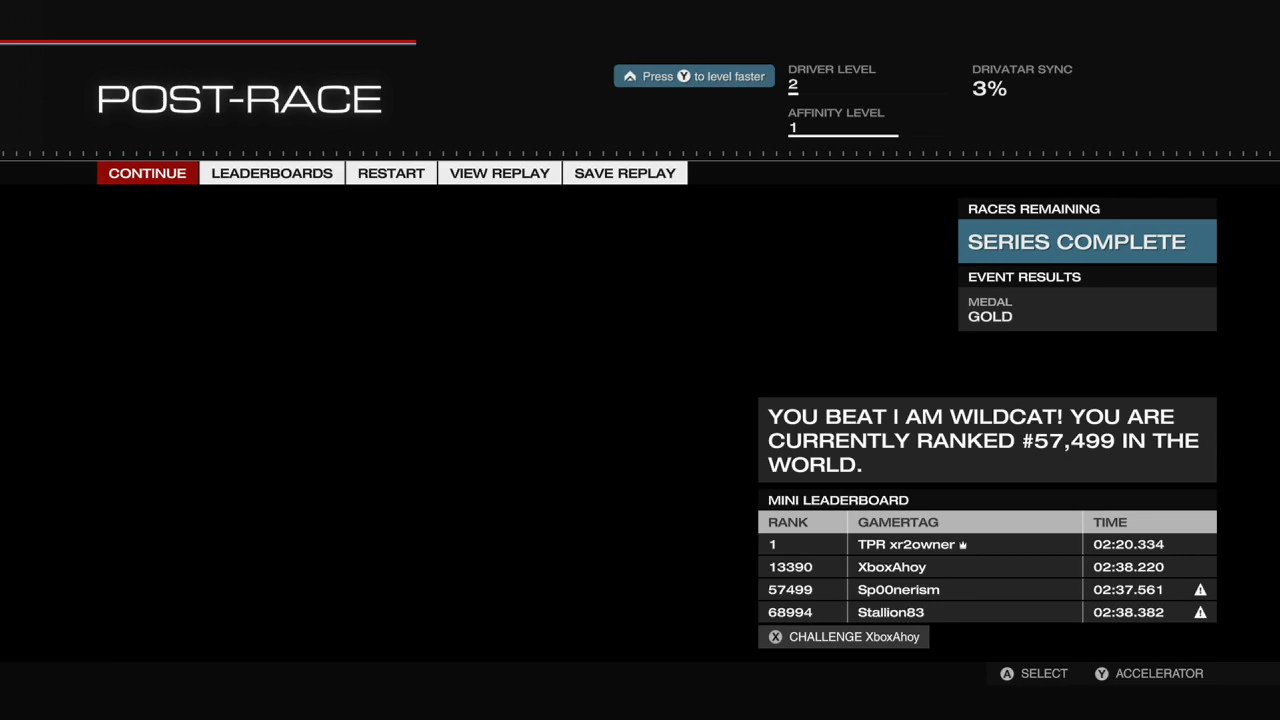 POST-RACE
Press Y to level faster
DRIVER LEVEL
2
AFFINITY LEVEL
1
DRIVATAR SYNC
3%
CONTINUE LEADERBOARDS RESTART VIEW REPLAY SAVE REPLAY
RACES REMAINING
SERIES COMPLETE
EVENT RESULTS
MEDAL
GOLD
YOU BEAT I AM WILDCAT! YOU ARE
CURRENTLY RANKED #57,499 IN THE
WORLD.
MINI LEADERBOARD
RANK GAMERTAG TIME
1 TPR xr2owner 02:20.334
13390 XboxAhoy 02:38.220
57499 Sp00nerism 02:37.561
68994 Stallion83 02:38.382
X CHALLENGE XboxAhoy
A SELECT Y ACCELERATOR